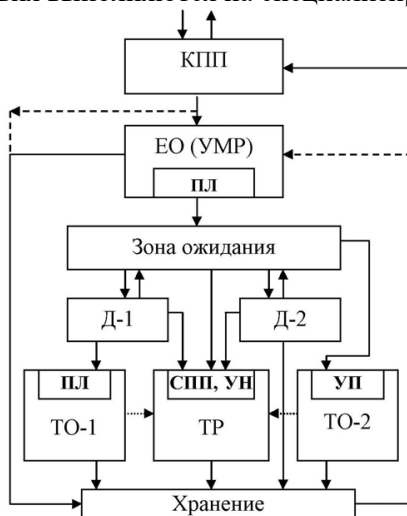 КПП
ЕО (УМР)
ПЛ
Зона ожидания
Д-1
Д-2
ПЛ
СПП, УН
УП
ТО-1
ТР
ТО-2
Хранение